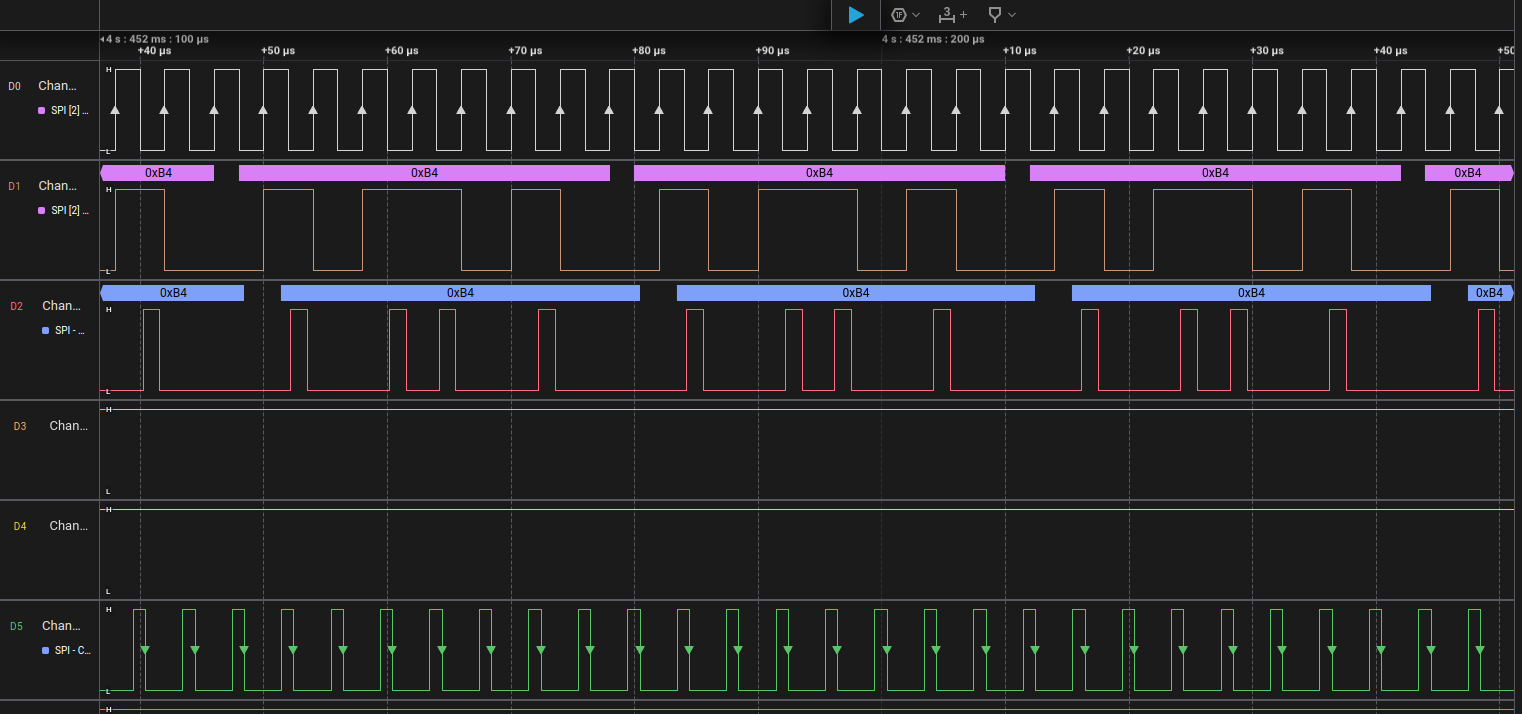 3 +
4 s : 452 ms : 100 µs 4 s : 452 ms : 200 µs
+40 µs +50 µs +60 µs +70 µs +80 µs +90 µs +10 µs +20 µs +30 µs +40 µs +50
D0 Chan... H
SPI [2] ...
L
0xB4 0xB4 0xB4 0xB4 0xB4
D1 Chan... H
SPI [2] ...
L
0xB4 0xB4 0xB4 0xB4 0xB4
D2 Chan... H
SPI - ...
L
H
D3 Chan...
L
H
D4 Chan...
L
H
D5 Chan...
SPI - C...
L
H